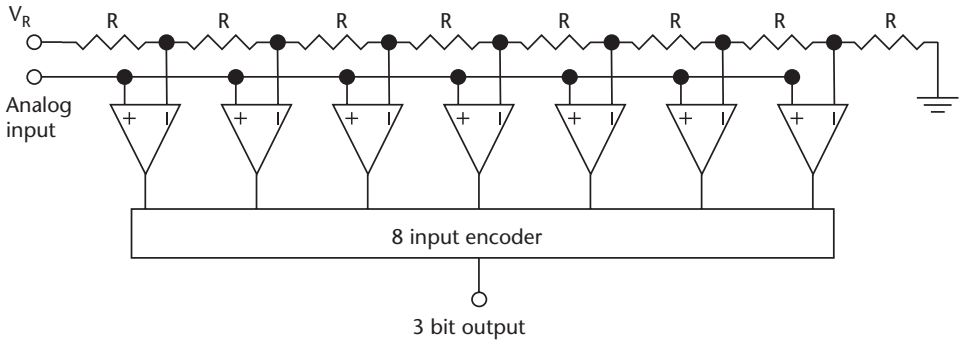 V_R
R R R R R R R R
Analog
input
+ – + – + – + – + – + – + –
8 input encoder
3 bit output